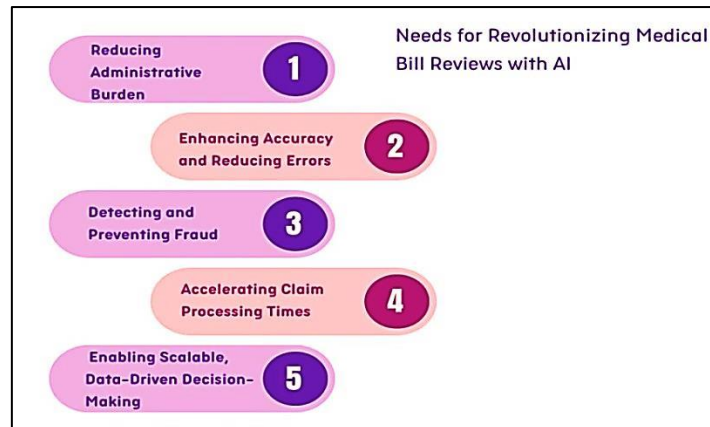 Needs for Revolutionizing Medical
Bill Reviews with AI
Reducing
Administrative
Burden
1
Enhancing Accuracy
and Reducing Errors
2
Detecting and
Preventing Fraud
3
Accelerating Claim
Processing Times
4
Enabling Scalable,
Data-Driven Decision-
Making
5